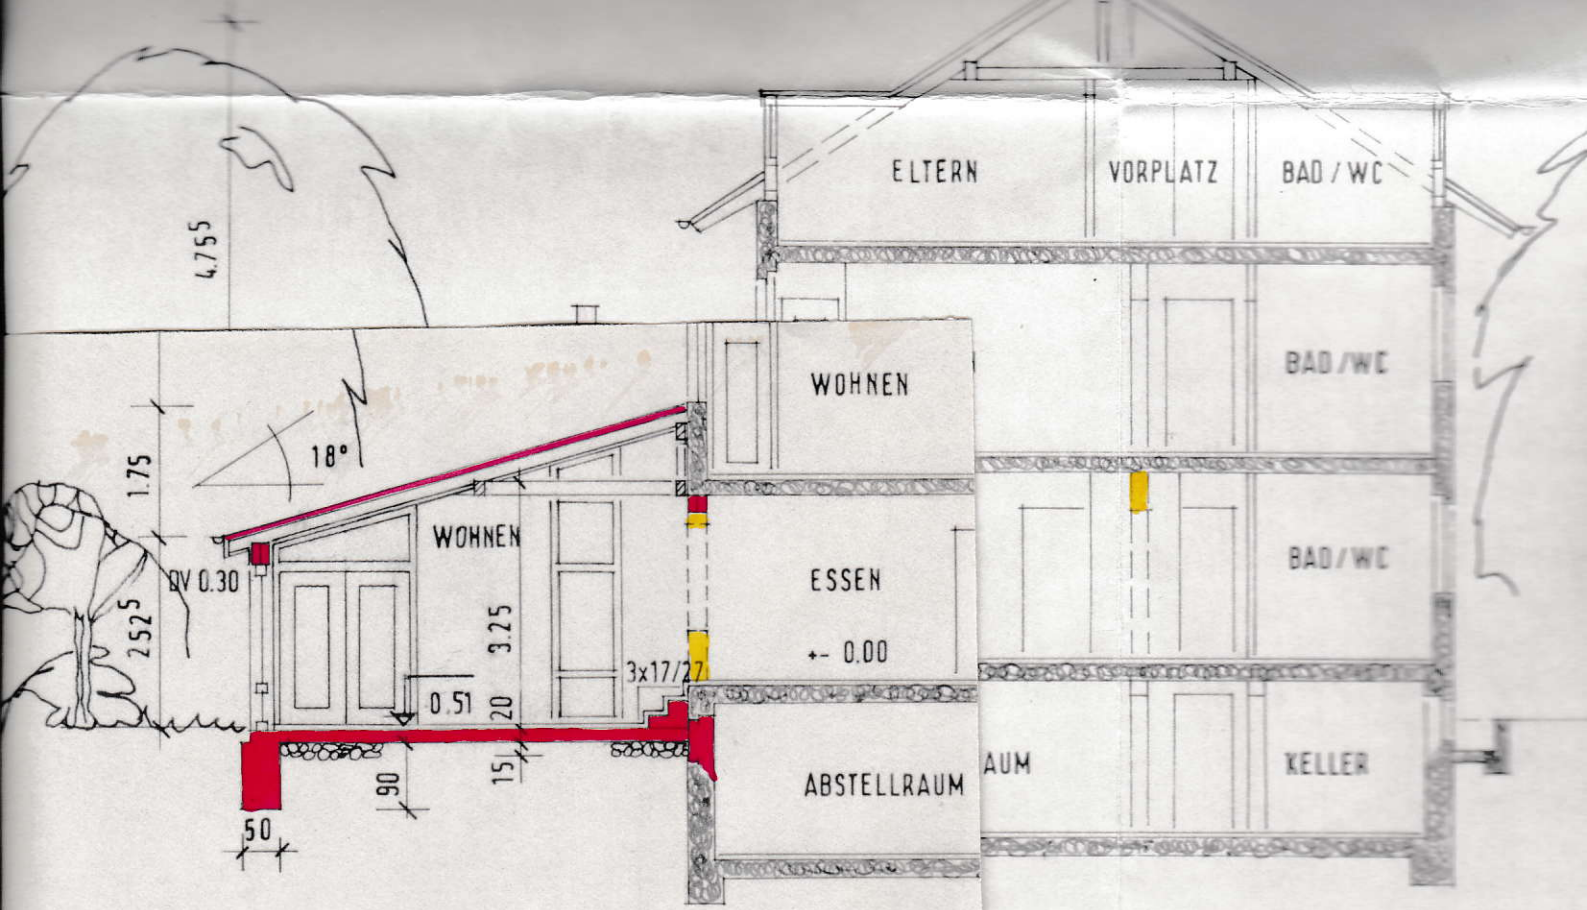 ELTERN
VORPLATZ
BAD / WC
4.75⁵
WOHNEN
BAD / WC
18°
1.75
WOHNEN
DV 0.30
2.52⁵
3.25
ESSEN
BAD / WC
+- 0.00
3x17/27
0.51
20
15
90
ABSTELLRAUM
AUM
KELLER
50